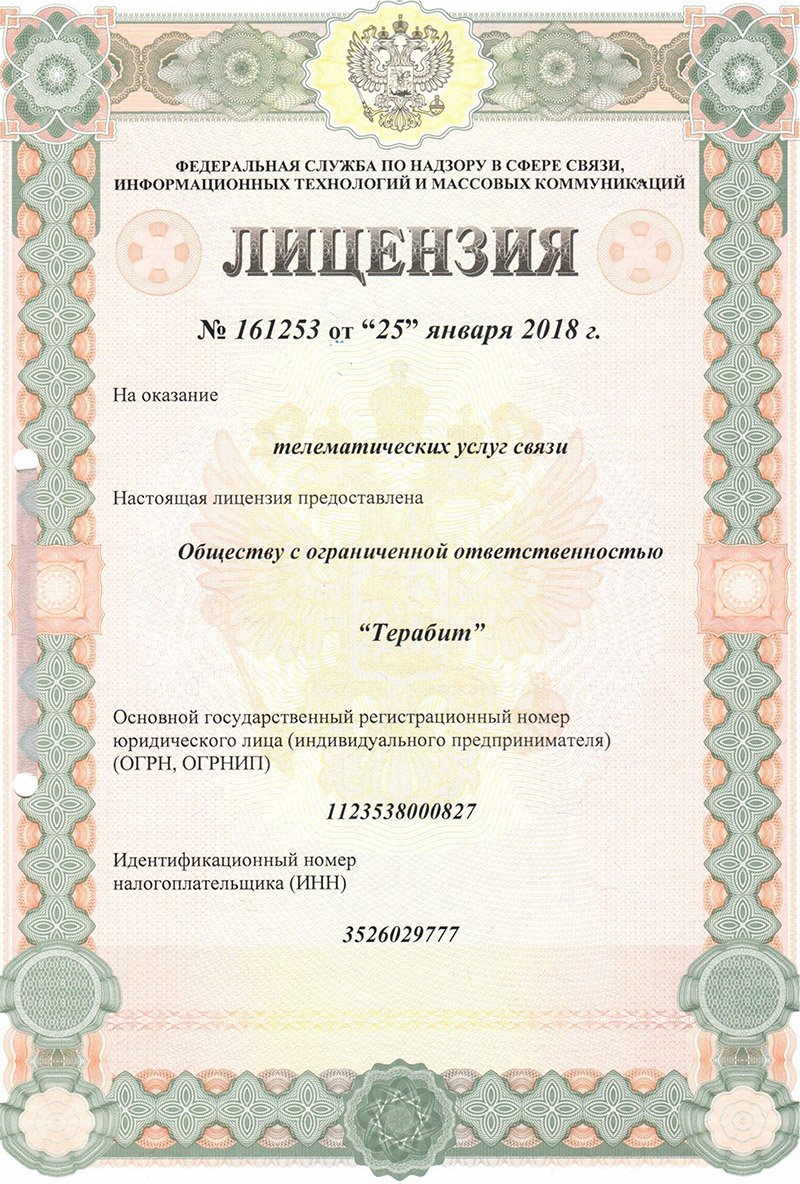 ФЕДЕРАЛЬНАЯ СЛУЖБА ПО НАДЗОРУ В СФЕРЕ СВЯЗИ,
ИНФОРМАЦИОННЫХ ТЕХНОЛОГИЙ И МАССОВЫХ КОММУНИКАЦИЙ
ЛИЦЕНЗИЯ
№ 161253 от “25” января 2018 г.
На оказание
телематических услуг связи
Настоящая лицензия предоставлена
Обществу с ограниченной ответственностью
“Терабит”
Основной государственный регистрационный номер
юридического лица (индивидуального предпринимателя)
(ОГРН, ОГРНИП)
1123538000827
Идентификационный номер
налогоплательщика (ИНН)
3526029777